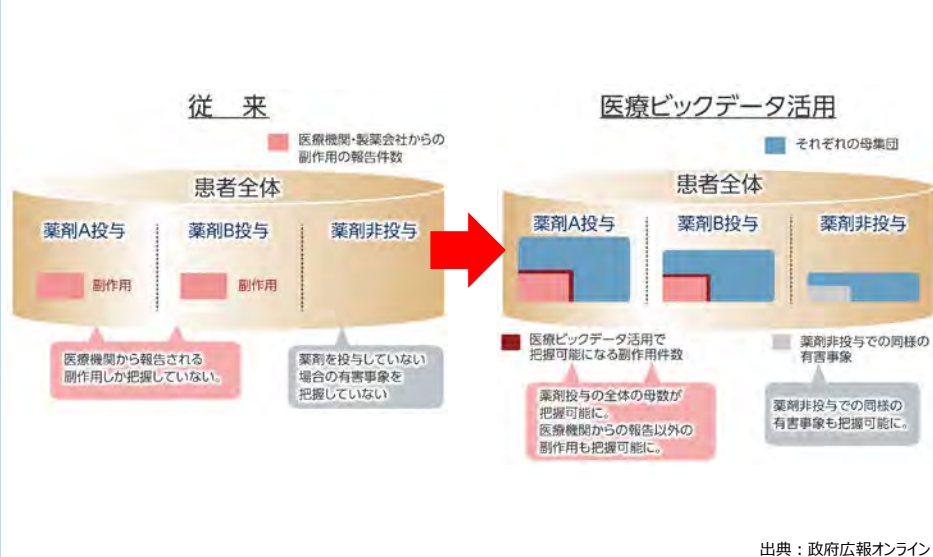 従　来
医療機関・製薬会社からの
副作用の報告件数
患者全体
薬剤A投与
薬剤B投与
薬剤非投与
副作用
副作用
医療機関から報告される
副作用しか把握していない。
薬剤を投与していない
場合の有害事象を
把握していない
医療ビックデータ活用
それぞれの母集団
患者全体
薬剤A投与
薬剤B投与
薬剤非投与
医療ビックデータ活用で
把握可能になる副作用件数
薬剤非投与での同様の
有害事象
薬剤投与の全体の母数が
把握可能に。
医療機関からの報告以外の
副作用も把握可能に。
薬剤非投与での同様の
有害事象も把握可能に。
出典：政府広報オンライン